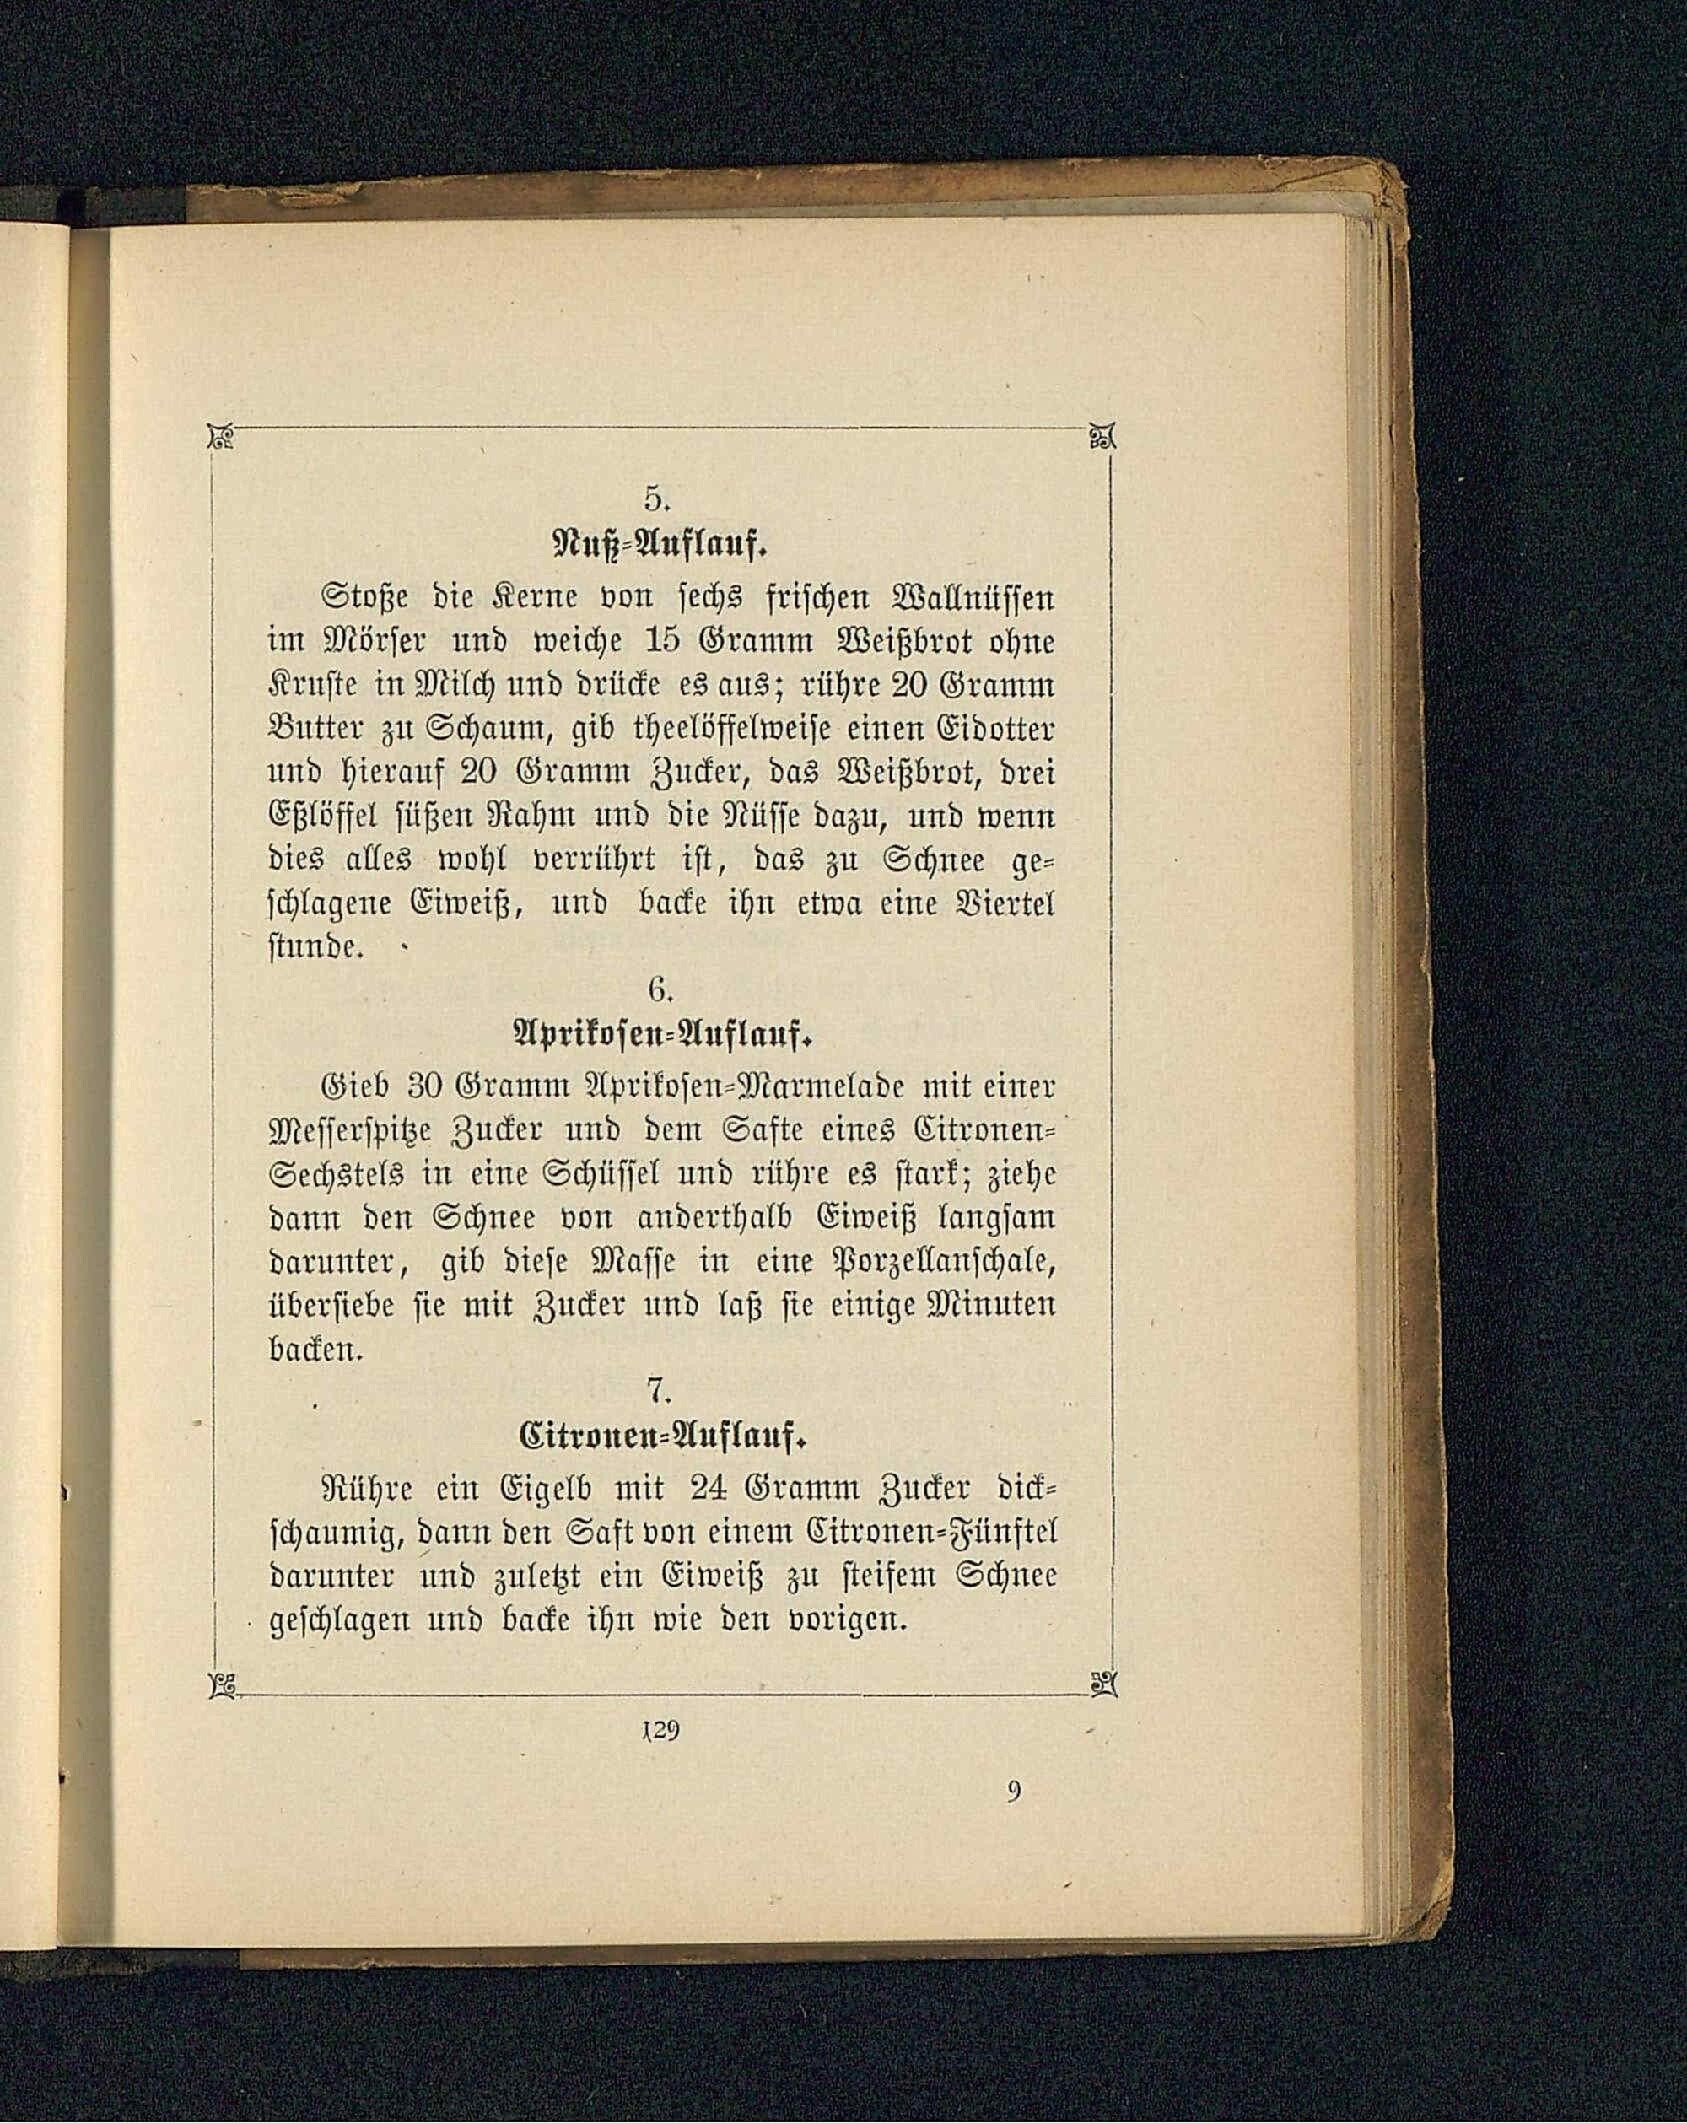 5.
Nuß-Auflauf.
Stoße die Kerne von sechs frischen Wallnüssen
im Mörser und weiche 15 Gramm Weißbrot ohne
Kruste in Milch und drücke es aus; rühre 20 Gramm
Butter zu Schaum, gib theelöffelweise einen Eidotter
und hierauf 20 Gramm Zucker, das Weißbrot, drei
Eßlöffel süßen Rahm und die Nüsse dazu, und wenn
dies alles wohl verrührt ist, das zu Schnee ge-
schlagene Eiweiß, und backe ihn etwa eine Viertel
stunde.
6.
Aprikosen-Auflauf.
Gieb 30 Gramm Aprikosen-Marmelade mit einer
Messerspitze Zucker und dem Safte eines Citronen-
Sechstels in eine Schüssel und rühre es stark; ziehe
dann den Schnee von anderthalb Eiweiß langsam
darunter, gib diese Masse in eine Porzellanschale,
übersiebe sie mit Zucker und laß sie einige Minuten
backen.
7.
Citronen-Auflauf.
Rühre ein Eigelb mit 24 Gramm Zucker dick-
schaumig, dann den Saft von einem Citronen-Fünftel
darunter und zuletzt ein Eiweiß zu steifem Schnee
geschlagen und backe ihn wie den vorigen.
129
9